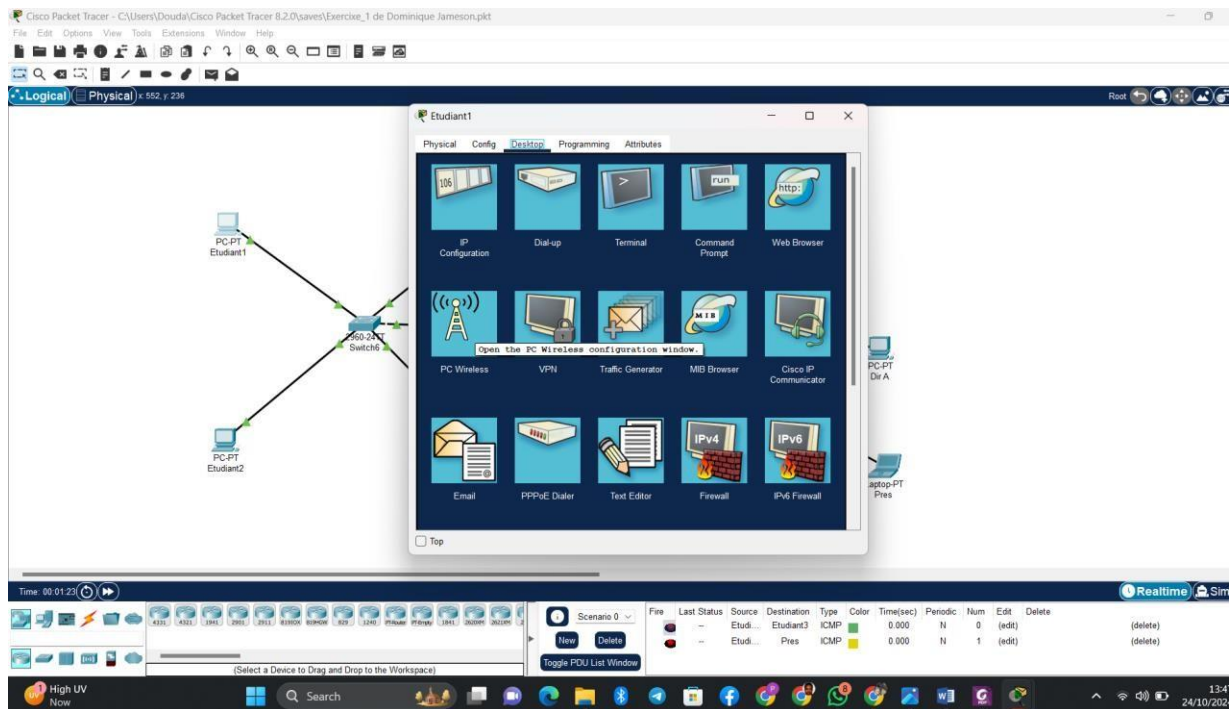 Cisco Packet Tracer - C:\Users\Douda\Cisco Packet Tracer 8.2.0\saves\Exercixe_1 de Dominique Jameson.pkt
File Edit Options View Tools Extensions Window Help
Logical Physical x: 552, y: 236 Root
Etudiant1
Physical Config Desktop Programming Attributes
106 > run http:
IP Configuration
Dial-up
Terminal
Command Prompt
Web Browser
MIB
Open the PC Wireless configuration window.
PC Wireless
VPN
Traffic Generator
MIB Browser
Cisco IP Communicator
IPv4 IPv6
Email
PPPoE Dialer
Text Editor
Firewall
IPv6 Firewall
Top
PC-PT
Etudiant1
2960-24TT
Switch6
PC-PT
Etudiant2
PC-PT
Dir A
aptop-PT
Pres
Time: 00:01:23 Realtime Sim
4331 4321 1941 2901 2911 819IOX 819HGW 829 1240 PT-Router PT-Empty 1841 2620XM 2621XM 2
(Select a Device to Drag and Drop to the Workspace)
Scenario 0
New Delete
Toggle PDU List Window
Fire Last Status Source Destination Type Color Time(sec) Periodic Num Edit Delete
-- Etudi... Etudiant3 ICMP 0.000 N 0 (edit) (delete)
-- Etudi... Pres ICMP 0.000 N 1 (edit) (delete)
High UV
Now
Search
13:4
24/10/202